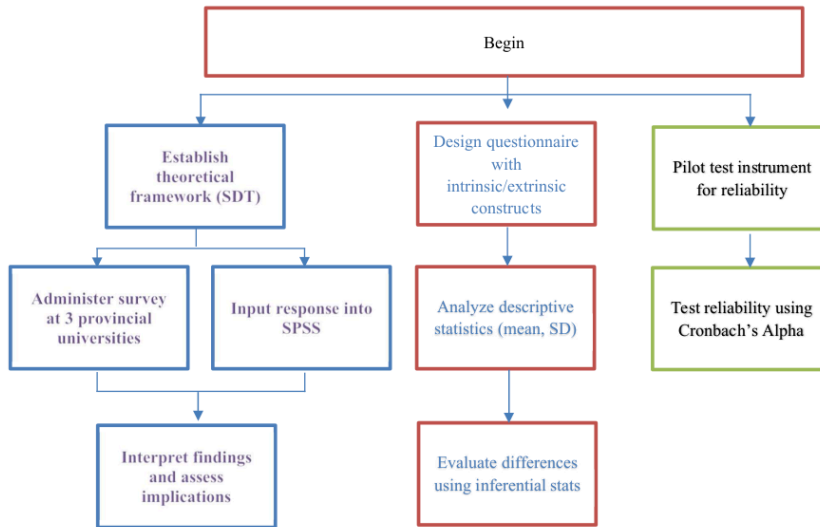 Begin
Establish
theoretical
framework (SDT)
Design questionnaire
with
intrinsic/extrinsic
constructs
Pilot test instrument
for reliability
Administer survey
at 3 provincial
universities
Input response into
SPSS
Analyze descriptive
statistics (mean, SD)
Test reliability using
Cronbach’s Alpha
Interpret findings
and assess
implications
Evaluate differences
using inferential stats